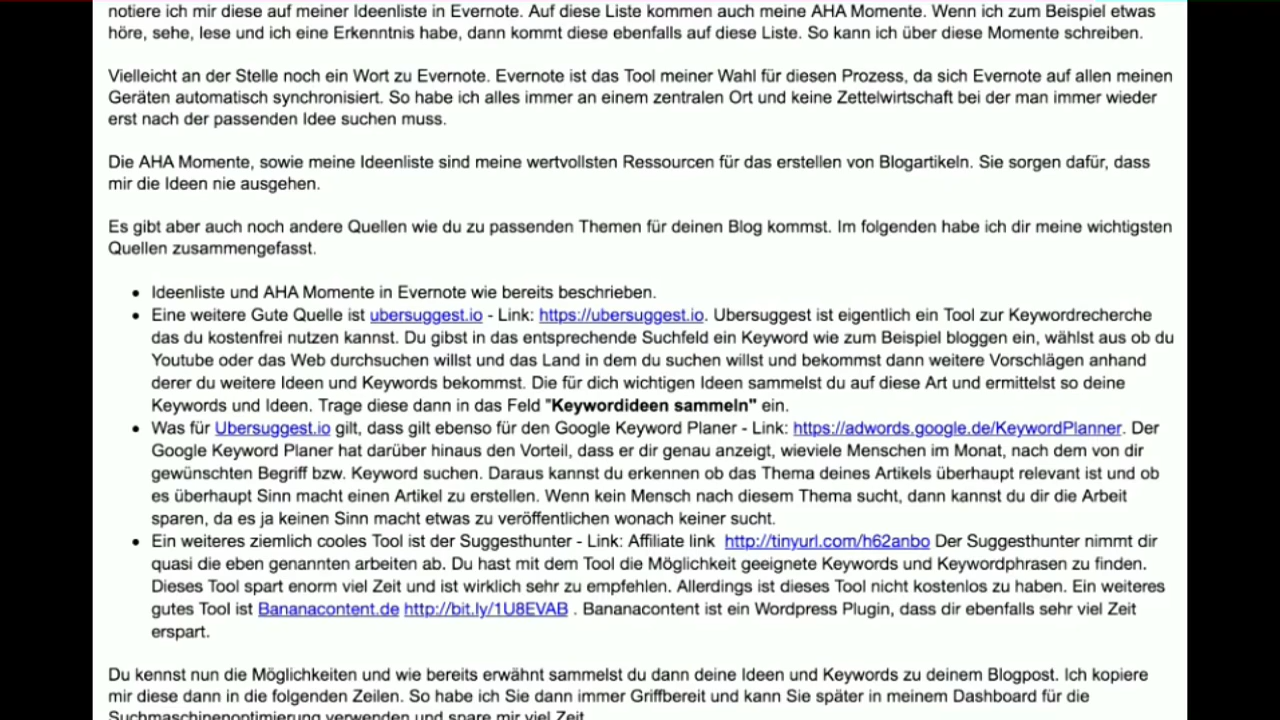 notiere ich mir diese auf meiner Ideenliste in Evernote. Auf diese Liste kommen auch meine AHA Momente. Wenn ich zum Beispiel etwas
höre, sehe, lese und ich eine Erkenntnis habe, dann kommt diese ebenfalls auf diese Liste. So kann ich über diese Momente schreiben.
Vielleicht an der Stelle noch ein Wort zu Evernote. Evernote ist das Tool meiner Wahl für diesen Prozess, da sich Evernote auf allen meinen
Geräten automatisch synchronisiert. So habe ich alles immer an einem zentralen Ort und keine Zettelwirtschaft bei der man immer wieder
erst nach der passenden Idee suchen muss.
Die AHA Momente, sowie meine Ideenliste sind meine wertvollsten Ressourcen für das erstellen von Blogartikeln. Sie sorgen dafür, dass
mir die Ideen nie ausgehen.
Es gibt aber auch noch andere Quellen wie du zu passenden Themen für deinen Blog kommst. Im folgenden habe ich dir meine wichtigsten
Quellen zusammengefasst.
• Ideenliste und AHA Momente in Evernote wie bereits beschrieben.
• Eine weitere Gute Quelle ist ubersuggest.io - Link: https://ubersuggest.io. Ubersuggest ist eigentlich ein Tool zur Keywordrecherche
das du kostenfrei nutzen kannst. Du gibst in das entsprechende Suchfeld ein Keyword wie zum Beispiel bloggen ein, wählst aus ob du
Youtube oder das Web durchsuchen willst und das Land in dem du suchen willst und bekommst dann weitere Vorschlägen anhand
derer du weitere Ideen und Keywords bekommst. Die für dich wichtigen Ideen sammelst du auf diese Art und ermittelst so deine
Keywords und Ideen. Trage diese dann in das Feld "Keywordideen sammeln" ein.
• Was für Ubersuggest.io gilt, dass gilt ebenso für den Google Keyword Planer - Link: https://adwords.google.de/KeywordPlanner. Der
Google Keyword Planer hat darüber hinaus den Vorteil, dass er dir genau anzeigt, wieviele Menschen im Monat, nach dem von dir
gewünschten Begriff bzw. Keyword suchen. Daraus kannst du erkennen ob das Thema deines Artikels überhaupt relevant ist und ob
es überhaupt Sinn macht einen Artikel zu erstellen. Wenn kein Mensch nach diesem Thema sucht, dann kannst du dir die Arbeit
sparen, da es ja keinen Sinn macht etwas zu veröffentlichen wonach keiner sucht.
• Ein weiteres ziemlich cooles Tool ist der Suggesthunter - Link: Affiliate link http://tinyurl.com/h62anbo Der Suggesthunter nimmt dir
quasi die eben genannten arbeiten ab. Du hast mit dem Tool die Möglichkeit geeignete Keywords und Keywordphrasen zu finden.
Dieses Tool spart enorm viel Zeit und ist wirklich sehr zu empfehlen. Allerdings ist dieses Tool nicht kostenlos zu haben. Ein weiteres
gutes Tool ist Bananacontent.de http://bit.ly/1U8EVAB . Bananacontent ist ein Wordpress Plugin, dass dir ebenfalls sehr viel Zeit
erspart.
Du kennst nun die Möglichkeiten und wie bereits erwähnt sammelst du dann deine Ideen und Keywords zu deinem Blogpost. Ich kopiere
mir diese dann in die folgenden Zeilen. So habe ich Sie dann immer Griffbereit und kann Sie später in meinem Dashboard für die
Suchmaschinenoptimierung verwenden und spare mir viel Zeit